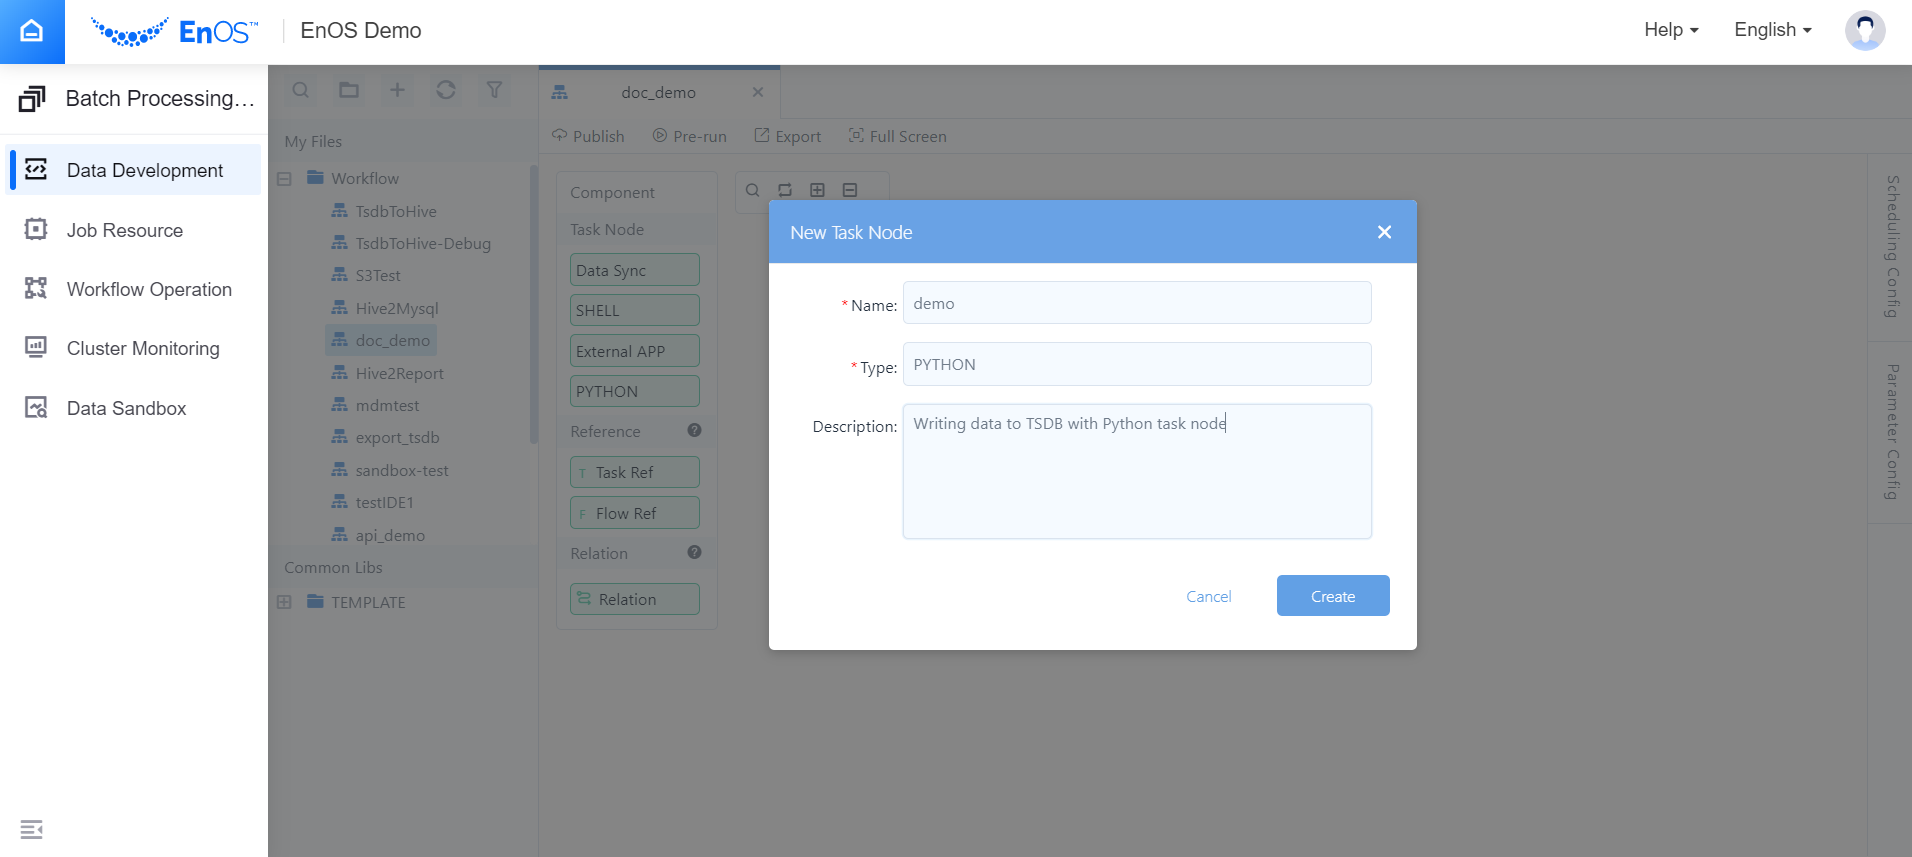 EnOS™ EnOS Demo Help English
Batch Processing...
Data Development
Job Resource
Workflow Operation
Cluster Monitoring
Data Sandbox
My Files
Workflow
TsdbToHive
TsdbToHive-Debug
S3Test
Hive2Mysql
doc_demo
Hive2Report
mdmtest
export_tsdb
sandbox-test
testIDE1
api_demo
Common Libs
TEMPLATE
doc_demo
Publish Pre-run Export Full Screen
Component
Task Node
Data Sync
SHELL
External APP
PYTHON
Reference ?
T Task Ref
F Flow Ref
Relation ?
Relation
New Task Node
*Name: demo
*Type: PYTHON
Description: Writing data to TSDB with Python task node
Cancel Create
Scheduling Config
Parameter Config